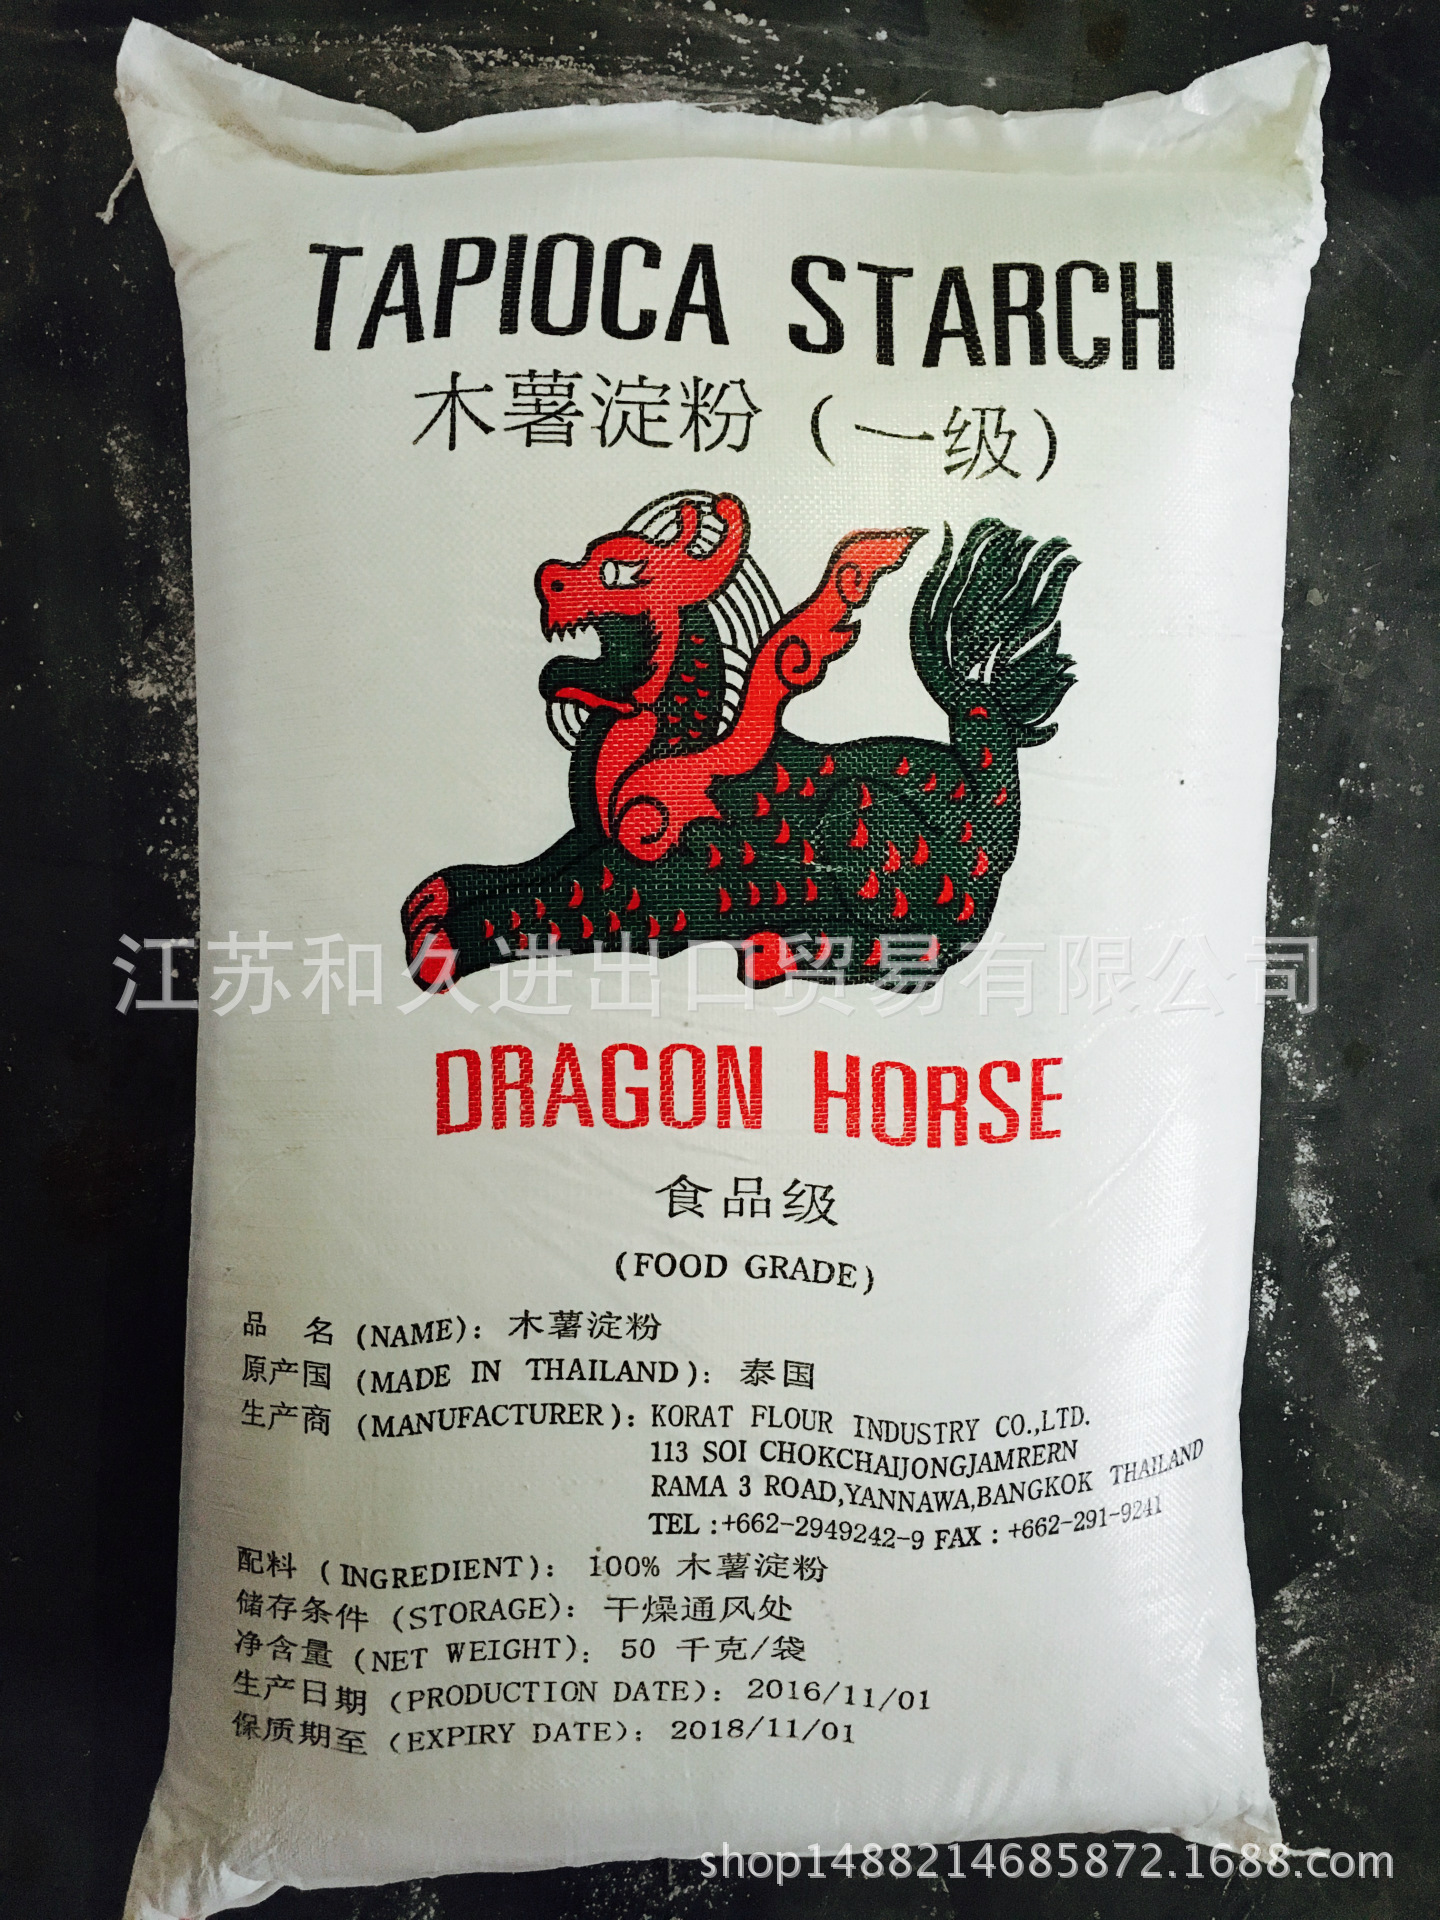 TAPIOCA STARCH
木薯淀粉（一级）
江苏和久进出口贸易有限公司
DRAGON HORSE
食品级
(FOOD GRADE)
品 名 (NAME): 木薯淀粉
原产国 (MADE IN THAILAND): 泰国
生产商 (MANUFACTURER): KORAT FLOUR INDUSTRY CO.,LTD.
113 SOI CHOKCHAIJONGJAMRERN
RAMA 3 ROAD,YANNAWA,BANGKOK THAILAND
TEL :+662-2949242-9 FAX : +662-291-9241
配料 (INGREDIENT): 100% 木薯淀粉
储存条件 (STORAGE): 干燥通风处
净含量 (NET WEIGHT): 50 千克/袋
生产日期 (PRODUCTION DATE): 2016/11/01
保质期至 (EXPIRY DATE): 2018/11/01
shop1488214685872.1688.com